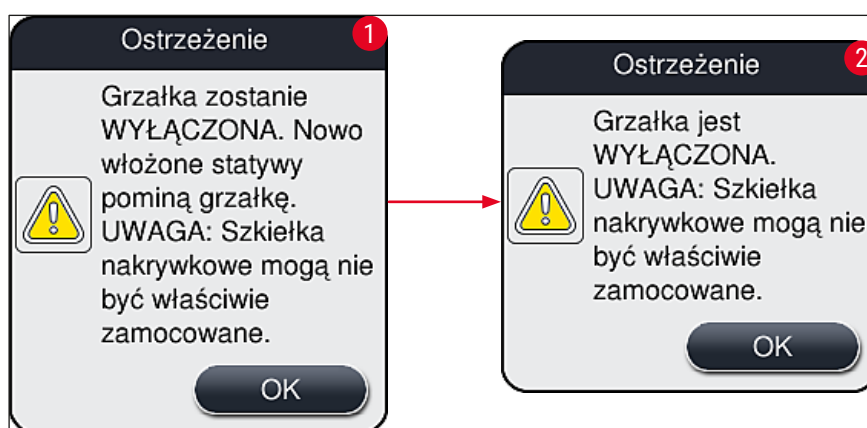 Ostrzeżenie
1
Grzałka zostanie
WYŁĄCZONA. Nowo
włożone statywy
pominą grzałkę.
UWAGA: Szkiełka
nakrywkowe mogą nie
być właściwie
zamocowane.
OK
Ostrzeżenie
2
Grzałka jest
WYŁĄCZONA.
UWAGA: Szkiełka
nakrywkowe mogą nie
być właściwie
zamocowane.
OK